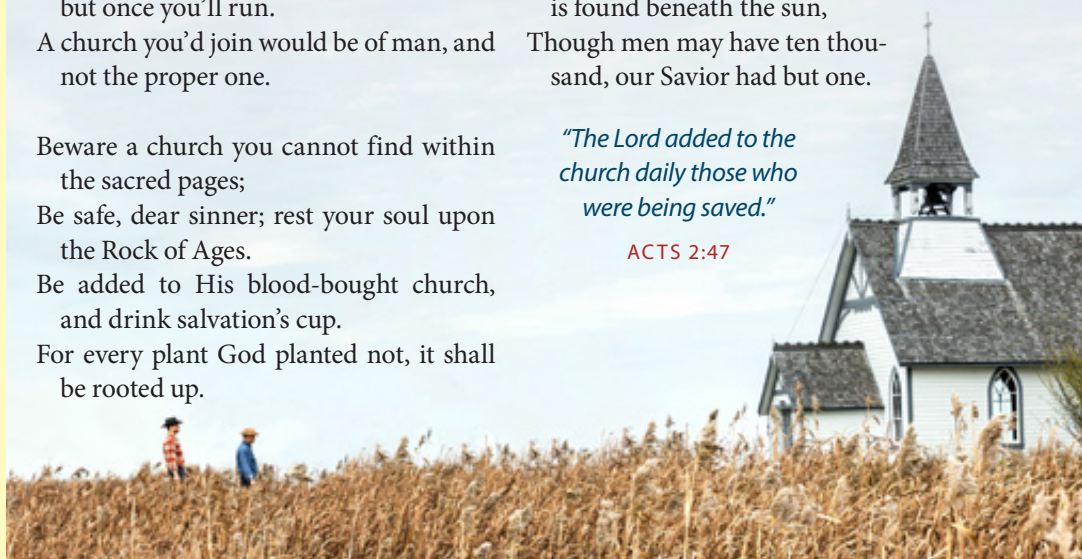 but once you’ll run.
A church you’d join would be of man, and
not the proper one.
Beware a church you cannot find within
the sacred pages;
Be safe, dear sinner; rest your soul upon
the Rock of Ages.
Be added to His blood-bought church,
and drink salvation’s cup.
For every plant God planted not, it shall
be rooted up.
is found beneath the sun,
Though men may have ten thou-
sand, our Savior had but one.
“The Lord added to the
church daily those who
were being saved.”
ACTS 2:47